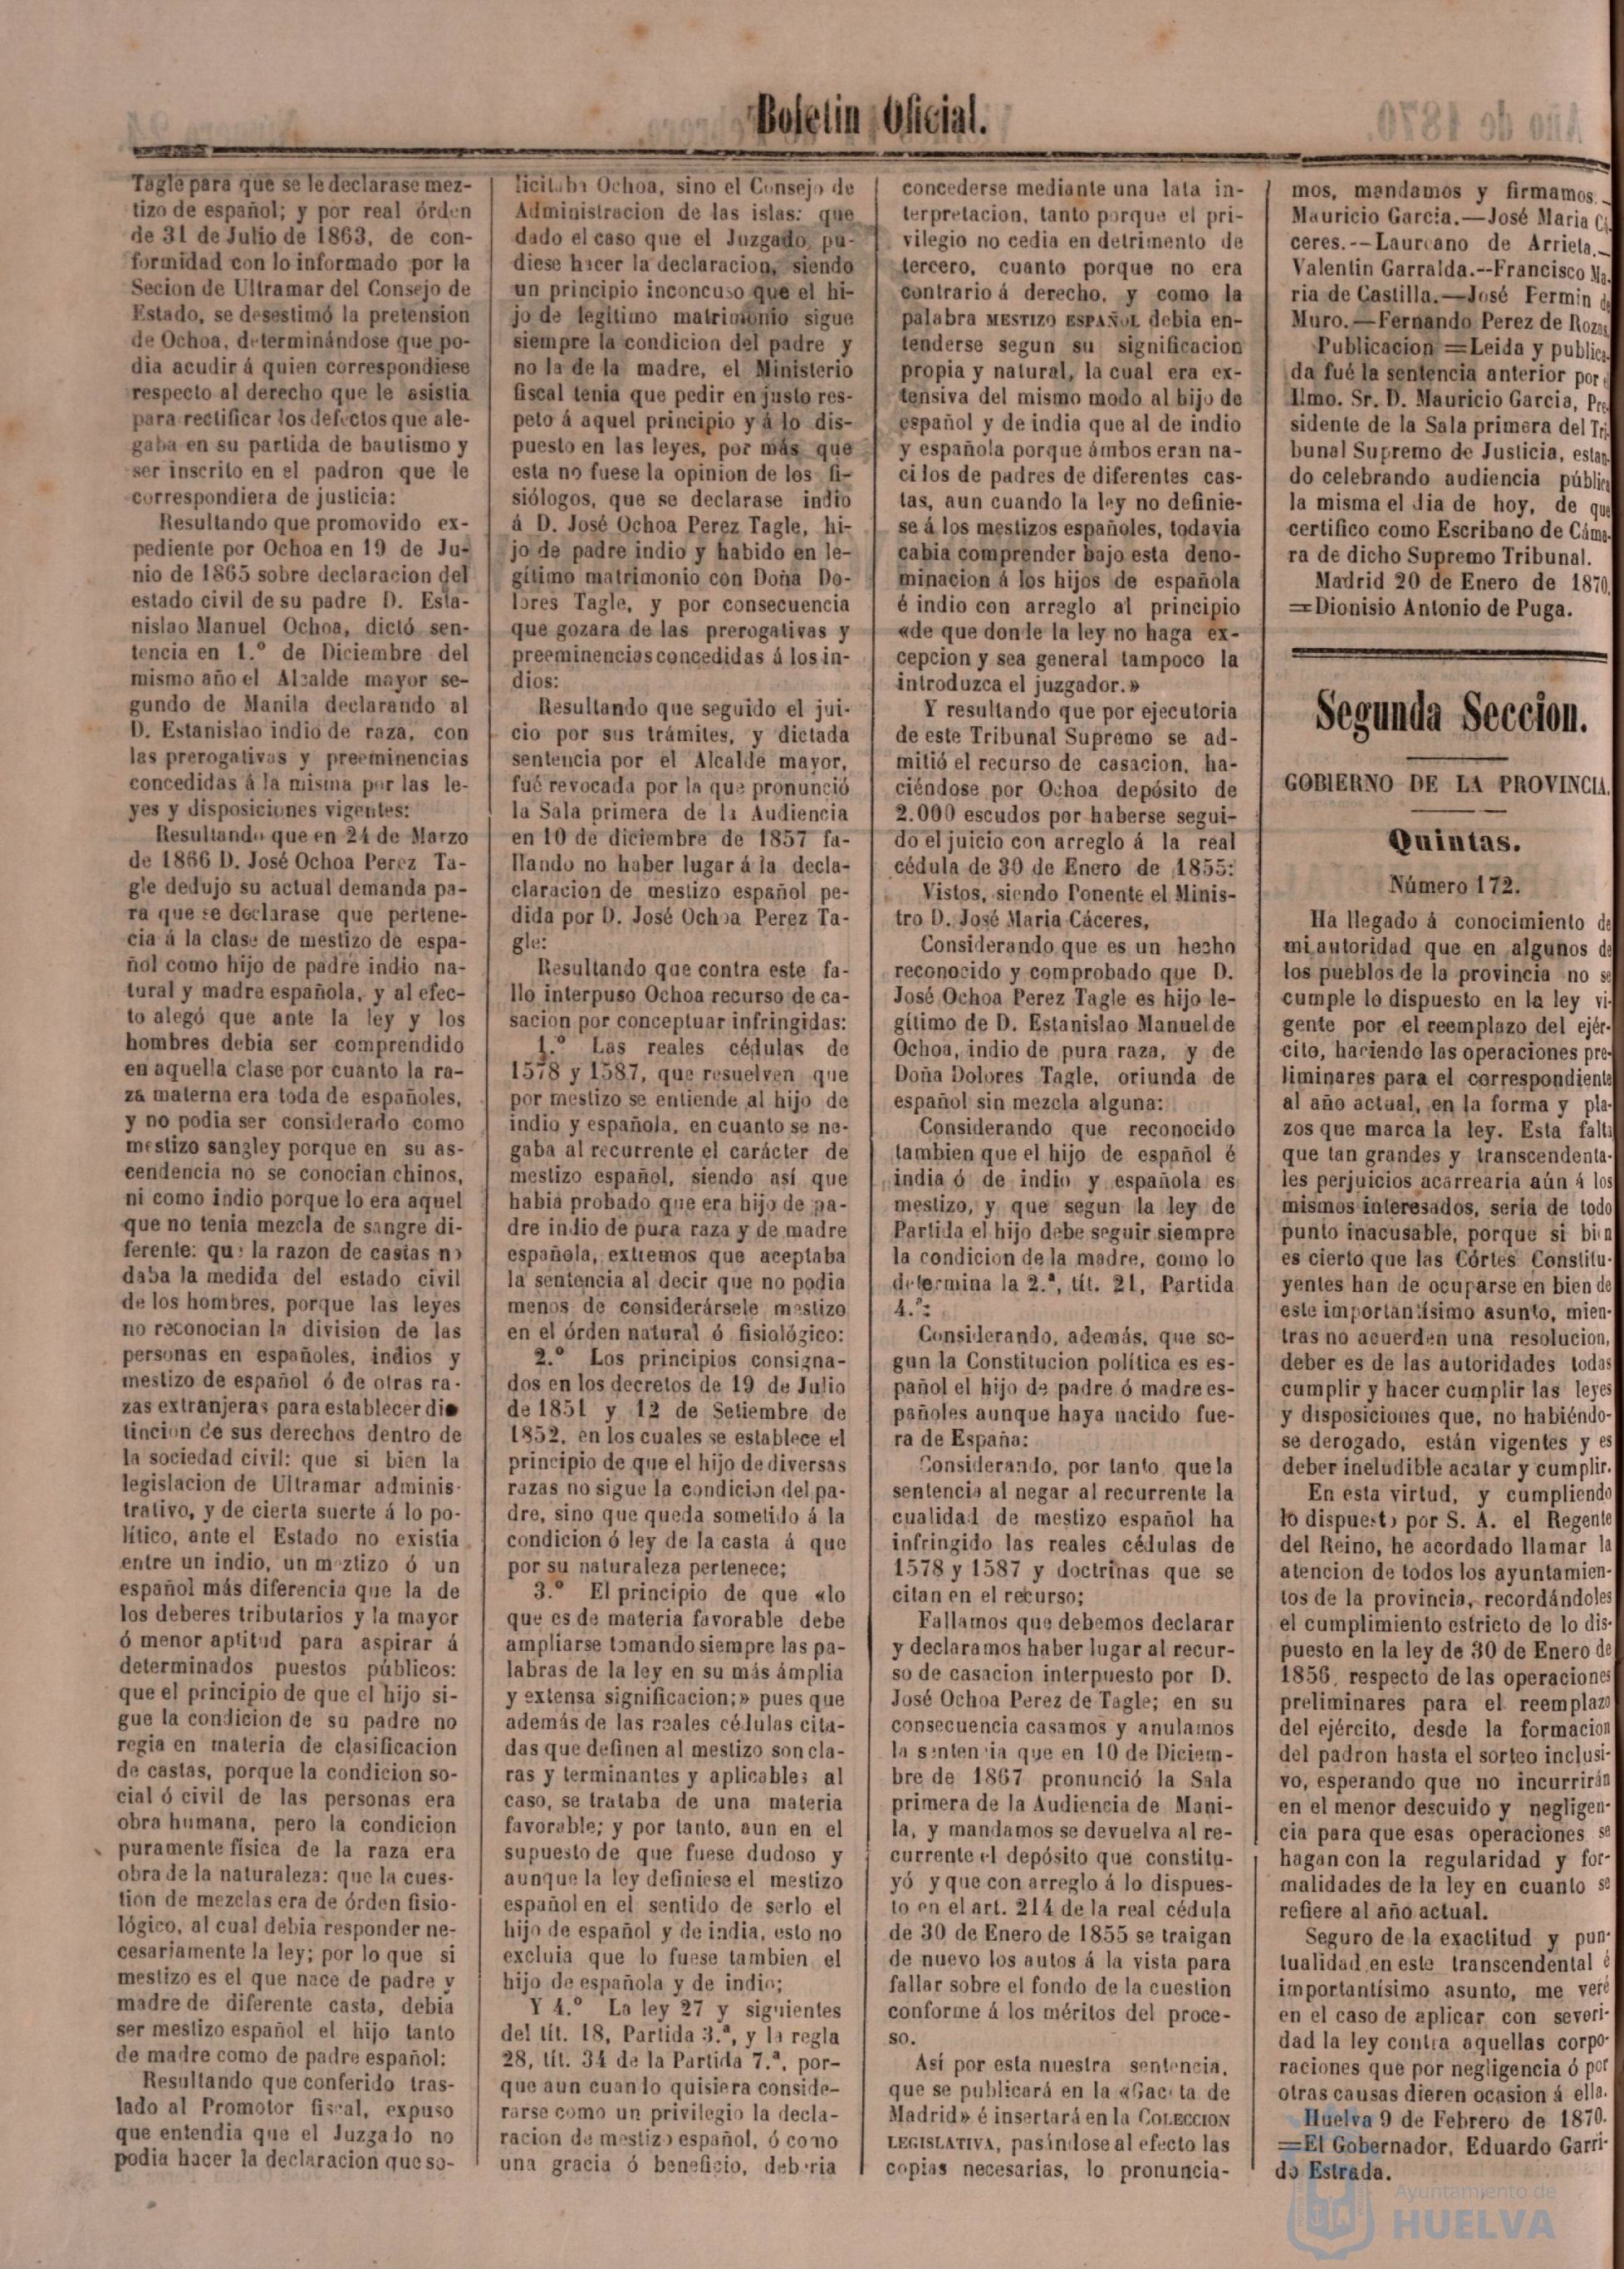 Boletin Oficial.
Tagle para que se le declarase mez-
tizo de español; y por real órden
de 31 de Julio de 1863, de con-
formidad con lo informado por la
Secion de Ultramar del Consejo de
Estado, se desestimó la pretension
de Ochoa, determinándose que po-
dia acudir á quien correspondiese
respecto al derecho que le asistia
para rectificar los defectos que ale-
gaba en su partida de bautismo y
ser inscrito en el padron que le
correspondiera de justicia:
Resultando que promovido ex-
pediente por Ochoa en 19 de Ju-
nio de 1865 sobre declaracion del
estado civil de su padre D. Esta-
nislao Manuel Ochoa, dictó sen-
tencia en 1.º de Diciembre del
mismo año el Alcalde mayor se-
gundo de Manila declarando al
D. Estanislao indio de raza, con
las prerogativas y preeminencias
concedidas á la misma por las le-
yes y disposiciones vigentes:
Resultando que en 24 de Marzo
de 1866 D. José Ochoa Perez Ta-
gle dedujo su actual demanda pa-
ra que se declarase que pertene-
cia á la clase de mestizo de espa-
ñol como hijo de padre indio na-
tural y madre española, y al efec-
to alegó que ante la ley y los
hombres debia ser comprendido
en aquella clase por cuanto la ra-
za materna era toda de españoles,
y no podia ser considerado como
mestizo sangley porque en su as-
cendencia no se conocian chinos,
ni como indio porque lo era aquel
que no tenia mezcla de sangre di-
ferente: que la razon de castas no
daba la medida del estado civil
de los hombres, porque las leyes
no reconocian la division de las
personas en españoles, indios y
mestizo de español ó de otras ra-
zas extranjeras para establecer dis
tincion de sus derechos dentro de
la sociedad civil: que si bien la
legislacion de Ultramar adminis-
trativo, y de cierta suerte á lo po-
lítico, ante el Estado no existia
entre un indio, un meztizo ó un
español más diferencia que la de
los deberes tributarios y la mayor
ó menor aptitud para aspirar á
determinados puestos públicos:
que el principio de que el hijo si-
gue la condicion de su padre no
regia en materia de clasificacion
de castas, porque la condicion so-
cial ó civil de las personas era
obra humana, pero la condicion
puramente física de la raza era
obra de la naturaleza: que la cues-
tion de mezclas era de órden fisio-
lógico, al cual debia responder ne-
cesariamente la ley; por lo que si
mestizo es el que nace de padre y
madre de diferente casta, debia
ser mestizo español el hijo tanto
de madre como de padre español:
Resultando que conferido tras-
lado al Promotor fiscal, expuso
que entendia que el Juzgado no
podia hacer la declaracion que so-
licitaba Ochoa, sino el Consejo de
Administracion de las islas: que
dado el caso que el Juzgado pu-
diese hacer la declaracion, siendo
un principio inconcuso que el hi-
jo de legitimo matrimonio sigue
siempre la condicion del padre y
no la de la madre, el Ministerio
fiscal tenia que pedir en justo res-
peto á aquel principio y á lo dis-
puesto en las leyes, por más que
esta no fuese la opinion de los fi-
siólogos, que se declarase indio
á D. José Ochoa Perez Tagle, hi-
jo de padre indio y habido en le-
gítimo matrimonio con Doña Do-
lores Tagle, y por consecuencia
que gozara de las prerogativas y
preeminencias concedidas á los in-
dios:
Resultando que seguido el jui-
cio por sus trámites, y dictada
sentencia por el Alcalde mayor,
fué revocada por la que pronunció
la Sala primera de la Audiencia
en 10 de diciembre de 1857 fa-
llando no haber lugar á la decla-
claracion de mestizo español pe-
dida por D. José Ochoa Perez Ta-
gle:
Resultando que contra este fa-
llo interpuso Ochoa recurso de ca-
sacion por conceptuar infringidas:
1.º Las reales cédulas de
1578 y 1587, que resuelven que
por mestizo se entiende al hijo de
indio y española, en cuanto se ne-
gaba al recurrente el carácter de
mestizo español, siendo así que
habia probado que era hijo de pa-
dre indio de pura raza y de madre
española, extremos que aceptaba
la sentencia al decir que no podia
menos de considerársele mestizo
en el órden natural ó fisiológico:
2.º Los principios consigna-
dos en los decretos de 19 de Julio
de 1851 y 12 de Setiembre de
1852, en los cuales se establece el
principio de que el hijo de diversas
razas no sigue la condicion del pa-
dre, sino que queda sometido á la
condicion ó ley de la casta á que
por su naturaleza pertenece;
3.º El principio de que «lo
que es de materia favorable debe
ampliarse tomando siempre las pa-
labras de la ley en su más ámplia
y extensa significacion;» pues que
además de las reales cédulas cita-
das que definen al mestizo son cla-
ras y terminantes y aplicables al
caso, se trataba de una materia
favorable; y por tanto, aun en el
supuesto de que fuese dudoso y
aunque la ley definiese el mestizo
español en el sentido de serlo el
hijo de español y de india, esto no
excluia que lo fuese tambien el
hijo de española y de indio;
Y 4.º La ley 27 y siguientes
del tít. 18, Partida 3.ª, y la regla
28, tít. 34 de la Partida 7.ª, por-
que aun cuando quisiera conside-
rarse como un privilegio la decla-
racion de mestizo español, ó como
una gracia ó beneficio, deberia
concederse mediante una lata in-
terpretacion, tanto porque el pri-
vilegio no cedia en detrimento de
tercero, cuanto porque no era
contrario á derecho, y como la
palabra MESTIZO ESPAÑOL debia en-
tenderse segun su significacion
propia y natural, la cual era ex-
tensiva del mismo modo al hijo de
español y de india que al de indio
y española porque ámbos eran na-
cilos de padres de diferentes cas-
tas, aun cuando la ley no definie-
se á los mestizos españoles, todavia
cabia comprender bajo esta deno-
minacion á los hijos de española
é indio con arreglo al principio
«de que donde la ley no haga ex-
cepcion y sea general tampoco la
introduzca el juzgador.»
Y resultando que por ejecutoria
de este Tribunal Supremo se ad-
mitió el recurso de casacion, ha-
ciéndose por Ochoa depósito de
2.000 escudos por haberse segui-
do el juicio con arreglo á la real
cédula de 30 de Enero de 1855:
Vistos, siendo Ponente el Minis-
tro D. José Maria Cáceres,
Considerando que es un hecho
reconocido y comprobado que D.
José Ochoa Perez Tagle es hijo le-
gítimo de D. Estanislao Manuel de
Ochoa, indio de pura raza, y de
Doña Dolores Tagle, oriunda de
español sin mezcla alguna:
Considerando que reconocido
tambien que el hijo de español é
india ó de indio y española es
mestizo, y que segun la ley de
Partida el hijo debe seguir siempre
la condicion de la madre, como lo
determina la 2.ª, tít. 21, Partida
4.ª:
Considerando, además, que se-
gun la Constitucion política es es-
pañol el hijo de padre ó madre es-
pañoles aunque haya nacido fue-
ra de España:
Considerando, por tanto que la
sentencia al negar al recurrente la
cualidad de mestizo español ha
infringido las reales cédulas de
1578 y 1587 y doctrinas que se
citan en el recurso;
Fallamos que debemos declarar
y declaramos haber lugar al recur-
so de casacion interpuesto por D.
José Ochoa Perez de Tagle; en su
consecuencia casamos y anulamos
la sentencia que en 10 de Diciem-
bre de 1867 pronunció la Sala
primera de la Audiencia de Mani-
la, y mandamos se devuelva al re-
currente el depósito que constitu-
yó y que con arreglo á lo dispues-
to en el art. 214 de la real cédula
de 30 de Enero de 1855 se traigan
de nuevo los autos á la vista para
fallar sobre el fondo de la cuestion
conforme á los méritos del proce-
so.
Así por esta nuestra sentencia,
que se publicará en la «Gaceta de
Madrid» é insertará en la COLECCION
LEGISLATIVA, pasándose al efecto las
copias necesarias, lo pronuncia-
mos, mandamos y firmamos.—
Mauricio Garcia.—José Maria Cá
ceres.--Laureano de Arrieta.—
Valentin Garralda.--Francisco Ma-
ria de Castilla.—José Fermin de
Muro.—Fernando Perez de Rozas
Publicacion=Leida y publica-
da fué la sentencia anterior por
Ilmo. Sr. D. Mauricio Garcia, Pre
sidente de la Sala primera del Tri-
bunal Supremo de Justicia, estan-
do celebrando audiencia pública
la misma el dia de hoy, de que
certifico como Escribano de Cáma-
ra de dicho Supremo Tribunal.
Madrid 20 de Enero de 1870
=Dionisio Antonio de Puga.
Segunda Seccion.
GOBIERNO DE LA PROVINCIA.
Quintas.
Número 172.
Ha llegado á conocimiento de
mi autoridad que en algunos de
los pueblos de la provincia no se
cumple lo dispuesto en la ley vi-
gente por el reemplazo del ejér-
cito, haciendo las operaciones pre-
liminares para el correspondiente
al año actual, en la forma y pla-
zos que marca la ley. Esta falta
que tan grandes y transcendenta-
les perjuicios acarrearia aún á los
mismos interesados, sería de todo
punto inacusable, porque si bien
es cierto que las Córtes Constitu-
yentes han de ocuparse en bien de
este importantísimo asunto, mien-
tras no acuerden una resolucion,
deber es de las autoridades todas
cumplir y hacer cumplir las leyes
y disposiciones que, no habiéndo-
se derogado, están vigentes y es
deber ineludible acatar y cumplir.
En esta virtud, y cumpliendo
lo dispuesto por S. A. el Regente
del Reino, he acordado llamar la
atencion de todos los ayuntamien-
tos de la provincia, recordándoles
el cumplimiento estricto de lo dis-
puesto en la ley de 30 de Enero de
1856, respecto de las operaciones
preliminares para el reemplazo
del ejército, desde la formacion
del padron hasta el sorteo inclusi-
vo, esperando que no incurrirán
en el menor descuido y negligen-
cia para que esas operaciones se
hagan con la regularidad y for-
malidades de la ley en cuanto se
refiere al año actual.
Seguro de la exactitud y pun-
tualidad en este transcendental é
importantísimo asunto, me veré
en el caso de aplicar con severi-
dad la ley contra aquellas corpo-
raciones que por negligencia ó por
otras causas dieren ocasion á ella.
Huelva 9 de Febrero de 1870.
=El Gobernador, Eduardo Garri-
do Estrada.
Ayuntamiento de
HUELVA